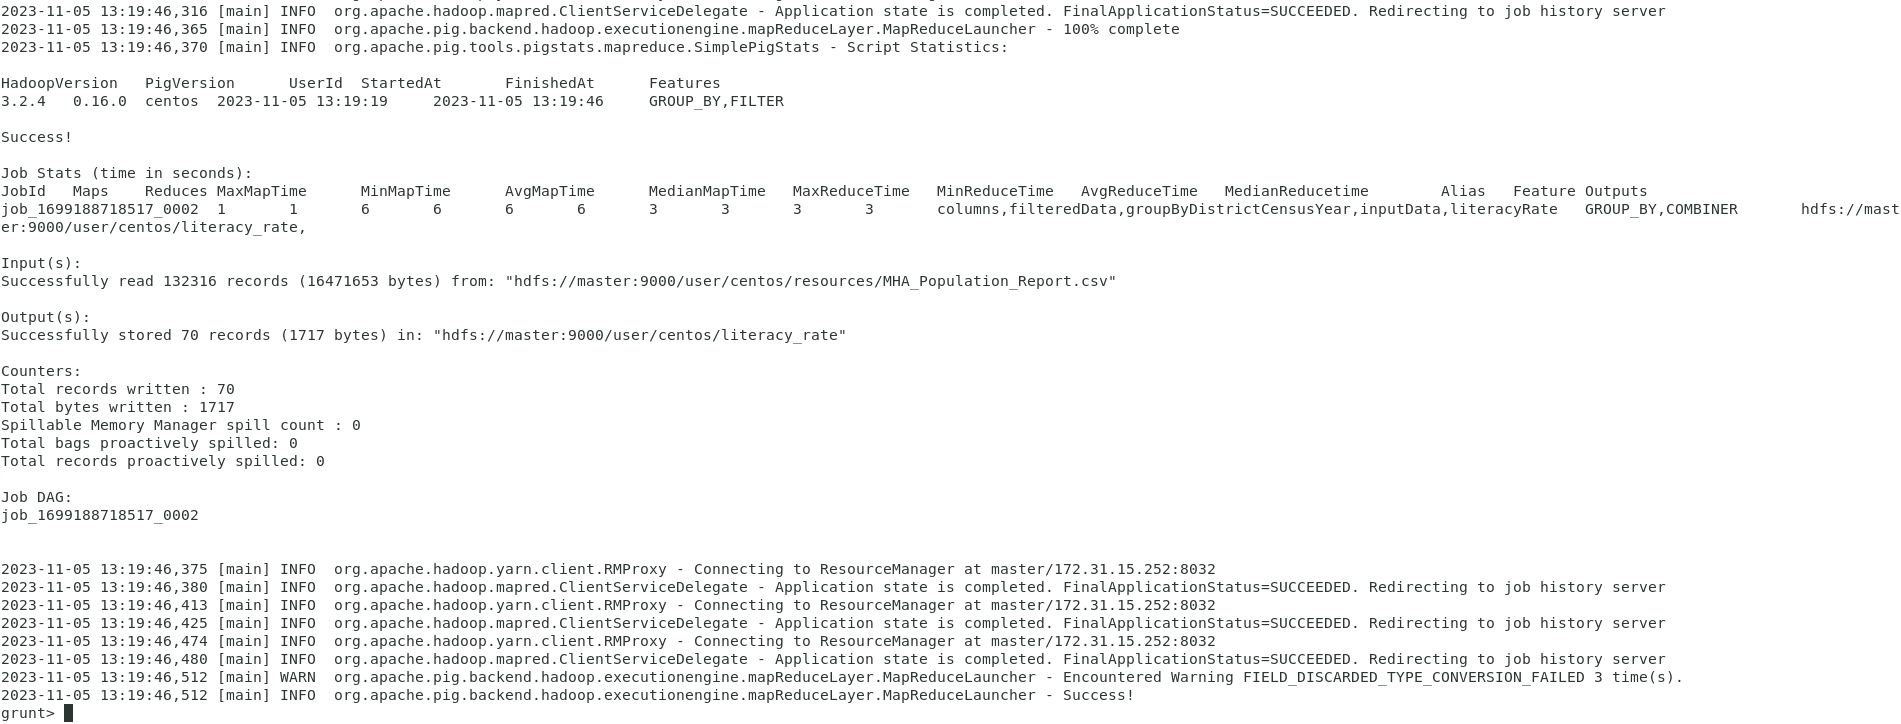 2023-11-05 13:19:46,316 [main] INFO  org.apache.hadoop.mapred.ClientServiceDelegate - Application state is completed. FinalApplicationStatus=SUCCEEDED. Redirecting to job history server
2023-11-05 13:19:46,365 [main] INFO  org.apache.pig.backend.hadoop.executionengine.mapReduceLayer.MapReduceLauncher - 100% complete
2023-11-05 13:19:46,370 [main] INFO  org.apache.pig.tools.pigstats.mapreduce.SimplePigStats - Script Statistics:
HadoopVersion   PigVersion      UserId  StartedAt       FinishedAt      Features
3.2.4   0.16.0  centos  2023-11-05 13:19:19     2023-11-05 13:19:46     GROUP_BY,FILTER
Success!
Job Stats (time in seconds):
JobId   Maps    Reduces MaxMapTime      MinMapTime      AvgMapTime      MedianMapTime   MaxReduceTime   MinReduceTime   AvgReduceTime   MedianReducetime        Alias   Feature Outputs
job_1699188718517_0002  1       1       6       6       6       6       3       3       3       3       columns,filteredData,groupByDistrictCensusYear,inputData,literacyRate   GROUP_BY,COMBINER       hdfs://mast
er:9000/user/centos/literacy_rate,
Input(s):
Successfully read 132316 records (16471653 bytes) from: "hdfs://master:9000/user/centos/resources/MHA_Population_Report.csv"
Output(s):
Successfully stored 70 records (1717 bytes) in: "hdfs://master:9000/user/centos/literacy_rate"
Counters:
Total records written : 70
Total bytes written : 1717
Spillable Memory Manager spill count : 0
Total bags proactively spilled: 0
Total records proactively spilled: 0
Job DAG:
job_1699188718517_0002
2023-11-05 13:19:46,375 [main] INFO  org.apache.hadoop.yarn.client.RMProxy - Connecting to ResourceManager at master/172.31.15.252:8032
2023-11-05 13:19:46,380 [main] INFO  org.apache.hadoop.mapred.ClientServiceDelegate - Application state is completed. FinalApplicationStatus=SUCCEEDED. Redirecting to job history server
2023-11-05 13:19:46,413 [main] INFO  org.apache.hadoop.yarn.client.RMProxy - Connecting to ResourceManager at master/172.31.15.252:8032
2023-11-05 13:19:46,425 [main] INFO  org.apache.hadoop.mapred.ClientServiceDelegate - Application state is completed. FinalApplicationStatus=SUCCEEDED. Redirecting to job history server
2023-11-05 13:19:46,474 [main] INFO  org.apache.hadoop.yarn.client.RMProxy - Connecting to ResourceManager at master/172.31.15.252:8032
2023-11-05 13:19:46,480 [main] INFO  org.apache.hadoop.mapred.ClientServiceDelegate - Application state is completed. FinalApplicationStatus=SUCCEEDED. Redirecting to job history server
2023-11-05 13:19:46,512 [main] WARN  org.apache.pig.backend.hadoop.executionengine.mapReduceLayer.MapReduceLauncher - Encountered Warning FIELD_DISCARDED_TYPE_CONVERSION_FAILED 3 time(s).
2023-11-05 13:19:46,512 [main] INFO  org.apache.pig.backend.hadoop.executionengine.mapReduceLayer.MapReduceLauncher - Success!
grunt>